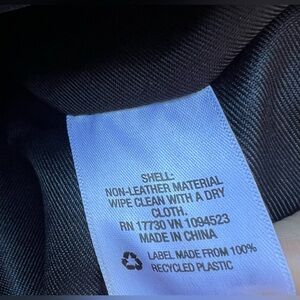 SHELL:
NON-LEATHER MATERIAL
WIPE CLEAN WITH A DRY
CLOTH.
RN 17730 VN 1094523
MADE IN CHINA
LABEL MADE FROM 100%
RECYCLED PLASTIC